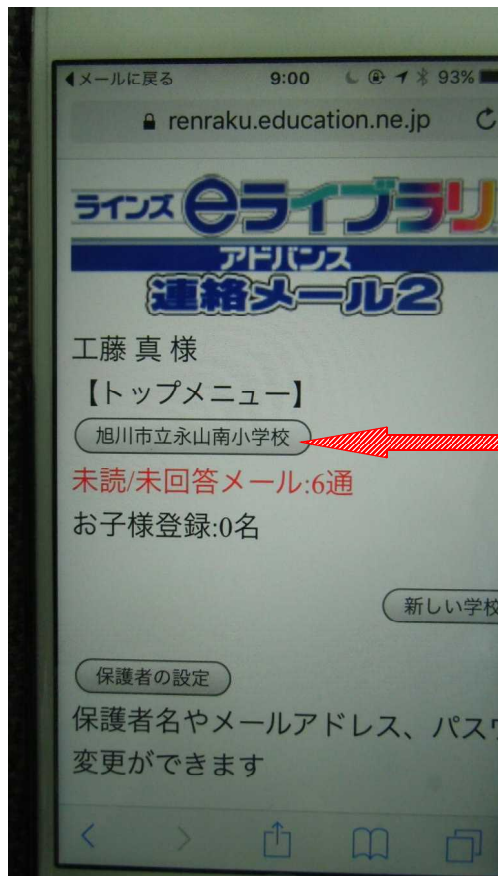 メールに戻る 9:00 93%
renraku.education.ne.jp
ラインズ eライブラリ
アドバンス
連絡メール2
工藤 真 様
【トップメニュー】
旭川市立永山南小学校
未読/未回答メール:6通
お子様登録:0名
新しい学校
保護者の設定
保護者名やメールアドレス、パスワ
変更ができます